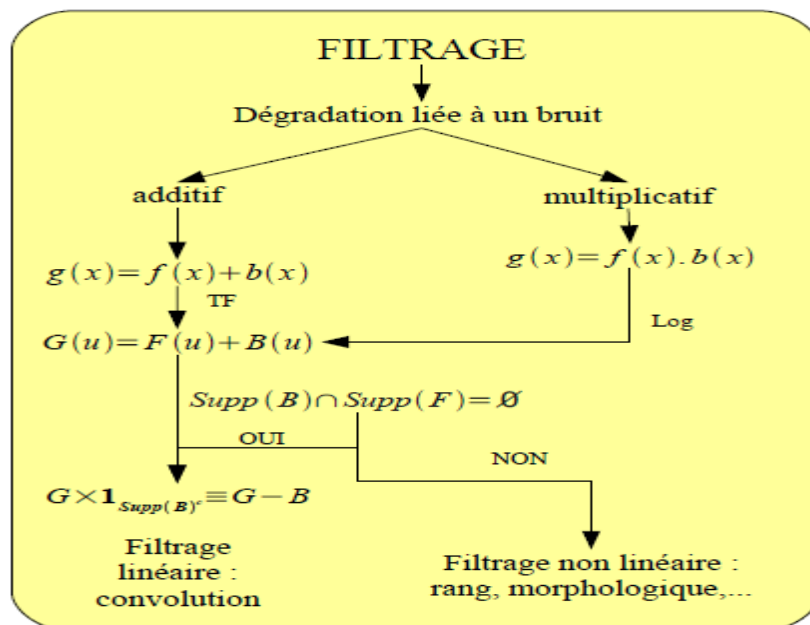 FILTRAGE
Dégradation liée à un bruit
additif
multiplicatif
g(x)=f(x)+b(x)
g(x)=f(x).b(x)
TF
Log
G(u)=F(u)+B(u)
Supp(B)∩Supp(F)=Ø
OUI
NON
G×1_{Supp(B)^c}≡G−B
Filtrage
linéaire :
convolution
Filtrage non linéaire :
rang, morphologique,...